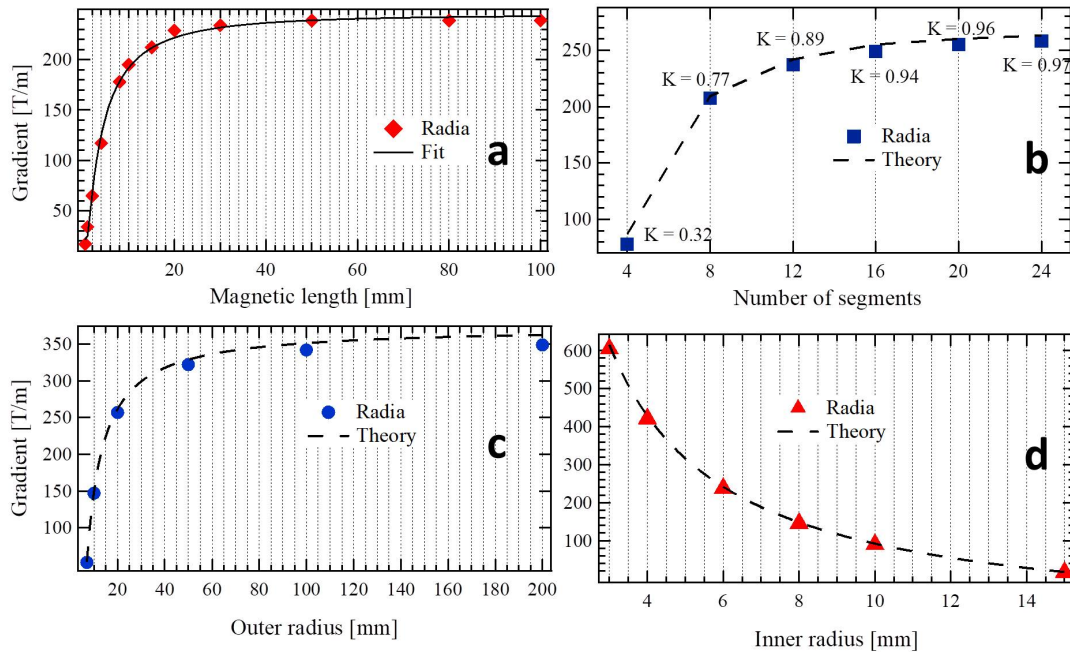 200
150
100
50
Gradient [T/m]
Radia
Fit
a
20
40
60
80
100
Magnetic length [mm]
250
200
150
100
K = 0.32
K = 0.77
K = 0.89
K = 0.94
K = 0.96
K = 0.97
Radia
Theory
b
4
8
12
16
20
24
Number of segments
350
300
250
200
150
100
Gradient [T/m]
Radia
Theory
c
20
40
60
80
100
120
140
160
180
200
Outer radius [mm]
600
500
400
300
200
100
Radia
Theory
d
4
6
8
10
12
14
Inner radius [mm]